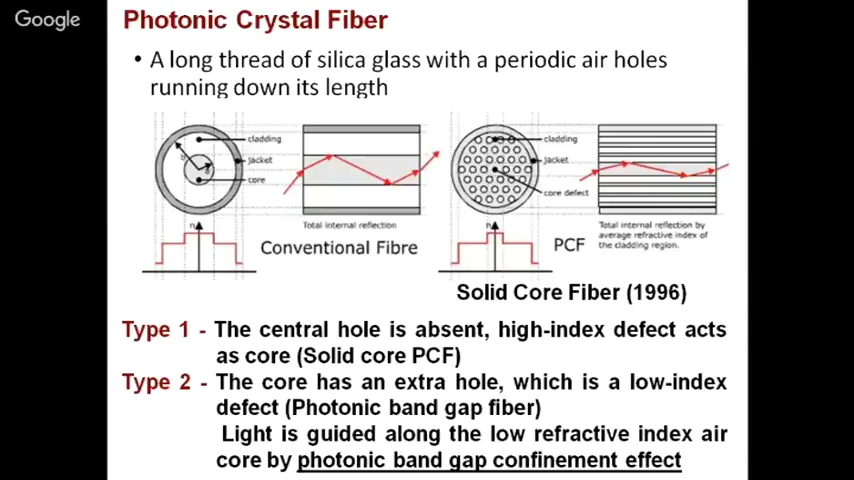 Google
Photonic Crystal Fiber
• A long thread of silica glass with a periodic air holes
running down its length
cladding
jacket
core
b
a
n
Total internal reflection
Conventional Fibre
cladding
jacket
core defect
n
PCF
Total internal reflection by
average refractive index of
the cladding region.
Solid Core Fiber (1996)
Type 1 - The central hole is absent, high-index defect acts
as core (Solid core PCF)
Type 2 - The core has an extra hole, which is a low-index
defect (Photonic band gap fiber)
Light is guided along the low refractive index air
core by photonic band gap confinement effect